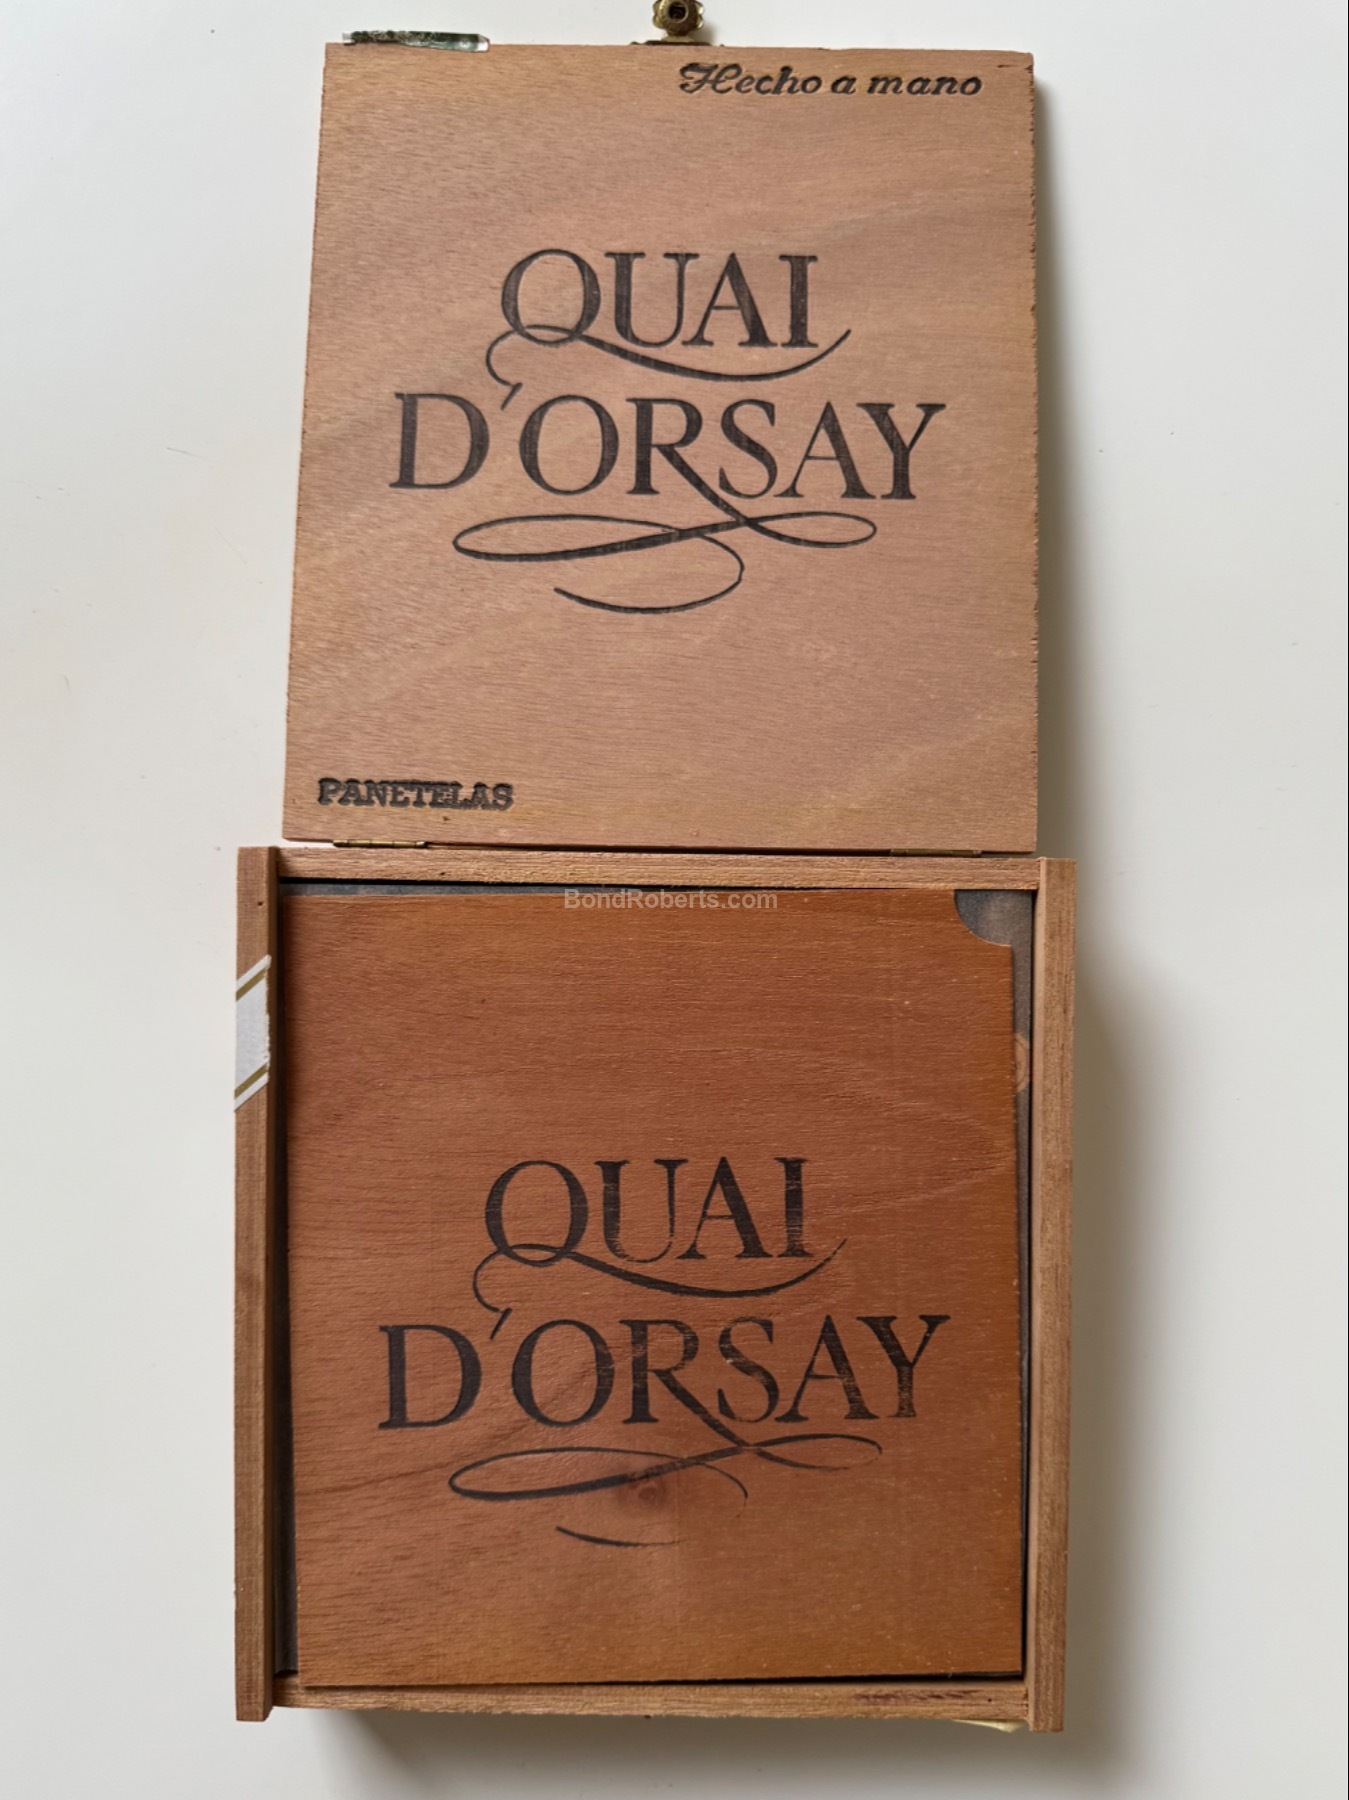 Hecho a mano
QUAI
D'ORSAY
PANETELAS
BondRoberts.com
QUAI
D'ORSAY